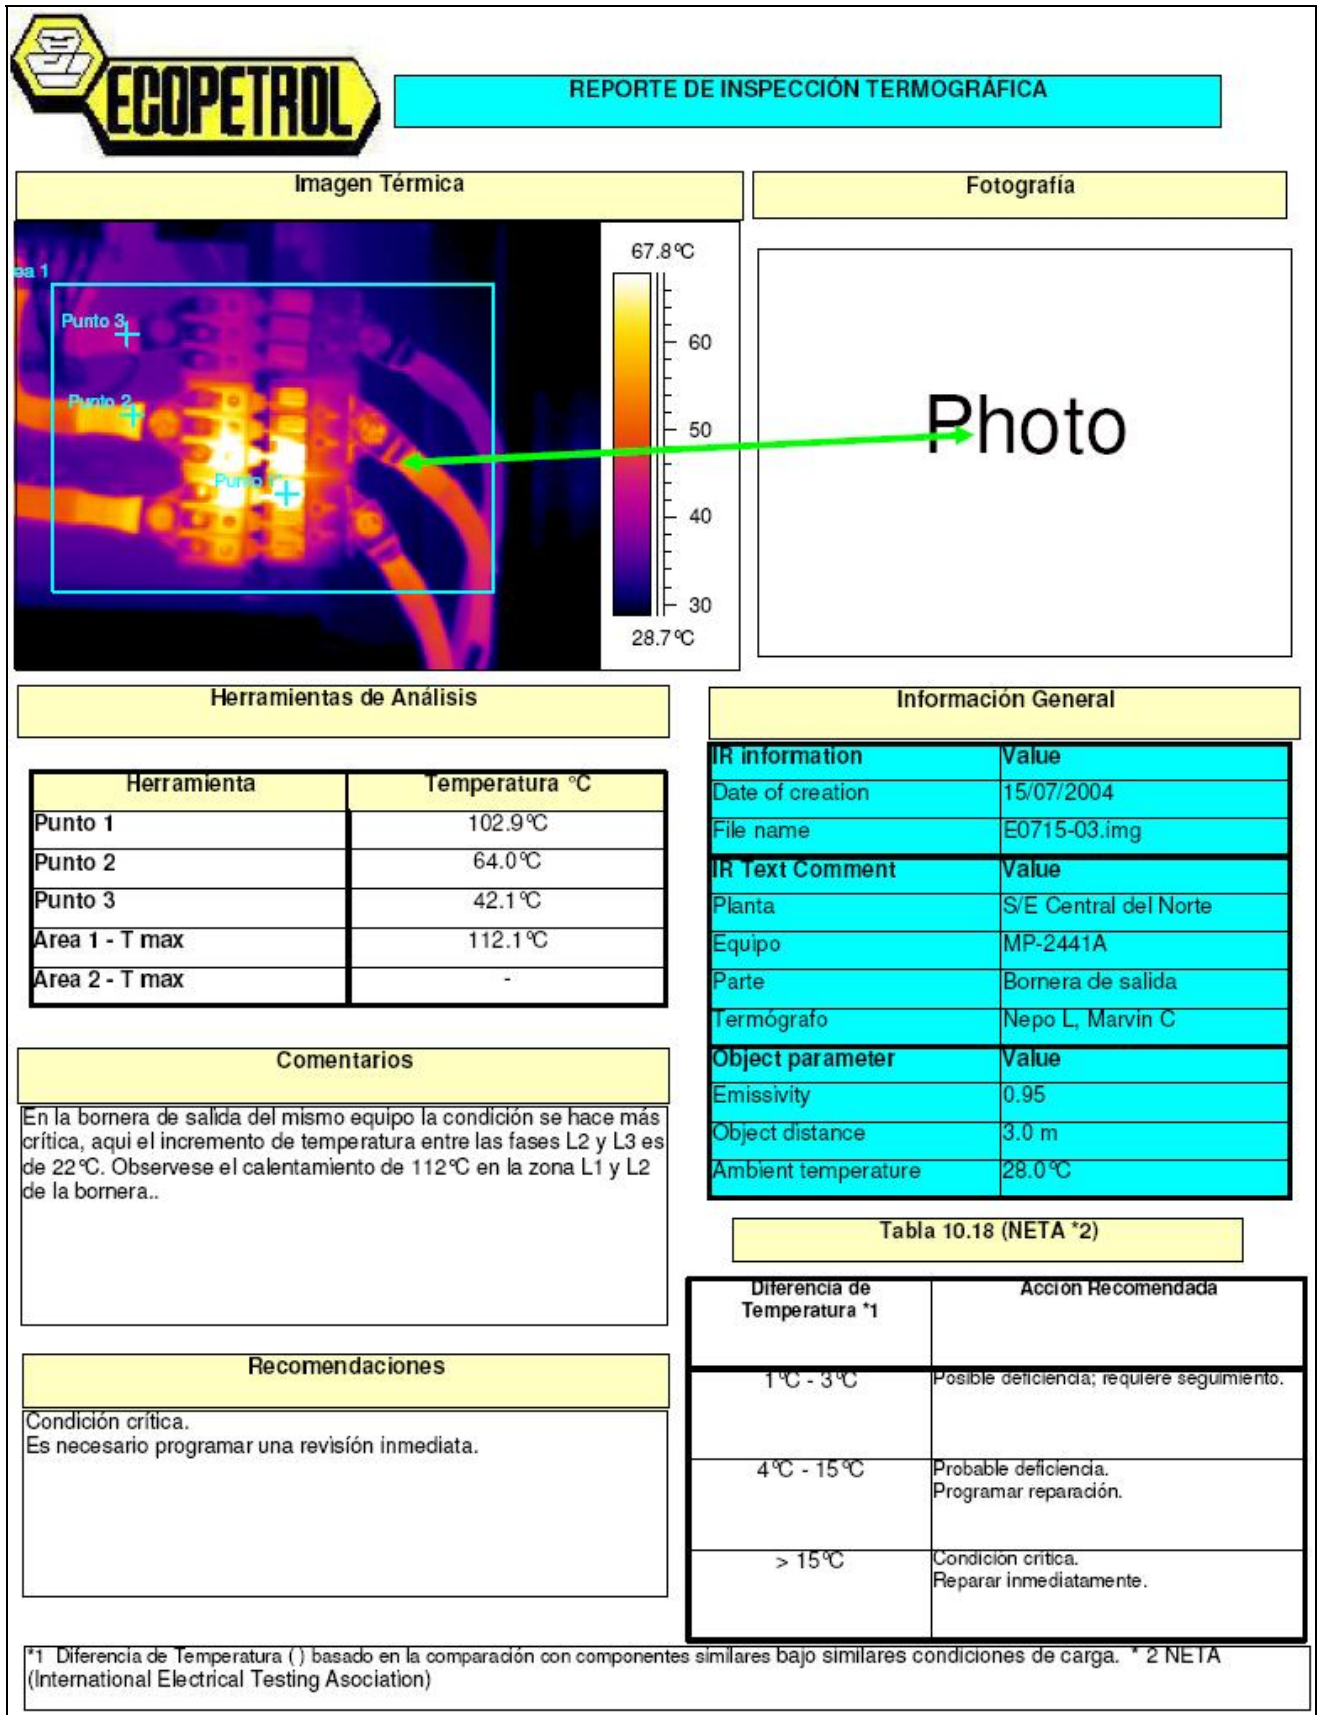 ECOPETROL
REPORTE DE INSPECCIÓN TERMOGRÁFICA
Imagen Térmica
Fotografía
ea 1
Punto 3
Punto 2
Punto 1
67.8°C
60
50
40
30
28.7°C
Photo
Herramientas de Análisis
Herramienta Temperatura °C
Punto 1 102.9°C
Punto 2 64.0°C
Punto 3 42.1°C
Area 1 - T max 112.1°C
Area 2 - T max -
Comentarios
En la bornera de salida del mismo equipo la condición se hace más
crítica, aqui el incremento de temperatura entre las fases L2 y L3 es
de 22°C. Observese el calentamiento de 112°C en la zona L1 y L2
de la bornera..
Recomendaciones
Condición crítica.
Es necesario programar una revisíón inmediata.
Información General
IR information Value
Date of creation 15/07/2004
File name E0715-03.img
IR Text Comment Value
Planta S/E Central del Norte
Equipo MP-2441A
Parte Bornera de salida
Termógrafo Nepo L, Marvin C
Object parameter Value
Emissivity 0.95
Object distance 3.0 m
Ambient temperature 28.0°C
Tabla 10.18 (NETA *2)
Diferencia de Acción Recomendada
Temperatura *1
1°C - 3°C Posible deficiencia; requiere seguimiento.
4°C - 15°C Probable deficiencia.
Programar reparación.
> 15°C Condición crítica.
Reparar inmediatamente.
*1 Diferencia de Temperatura ( ) basado en la comparación con componentes similares bajo similares condiciones de carga. * 2 NETA
(International Electrical Testing Asociation)